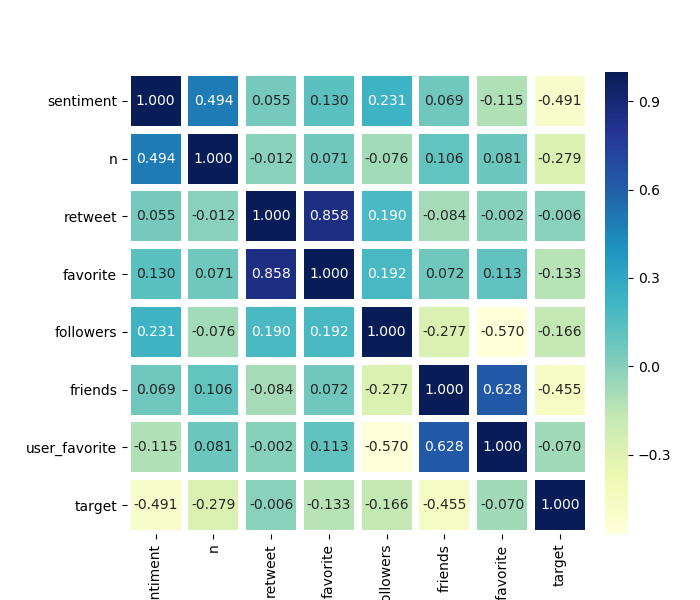 sentiment 1.000 0.494 0.055 0.130 0.231 0.069 -0.115 -0.491
n 0.494 1.000 -0.012 0.071 -0.076 0.106 0.081 -0.279
retweet 0.055 -0.012 1.000 0.858 0.190 -0.084 -0.002 -0.006
favorite 0.130 0.071 0.858 1.000 0.192 0.072 0.113 -0.133
followers 0.231 -0.076 0.190 0.192 1.000 -0.277 -0.570 -0.166
friends 0.069 0.106 -0.084 0.072 -0.277 1.000 0.628 -0.455
user_favorite -0.115 0.081 -0.002 0.113 -0.570 0.628 1.000 -0.070
target -0.491 -0.279 -0.006 -0.133 -0.166 -0.455 -0.070 1.000
ntiment n retweet favorite ollowers friends favorite target
0.9
0.6
0.3
0.0
−0.3